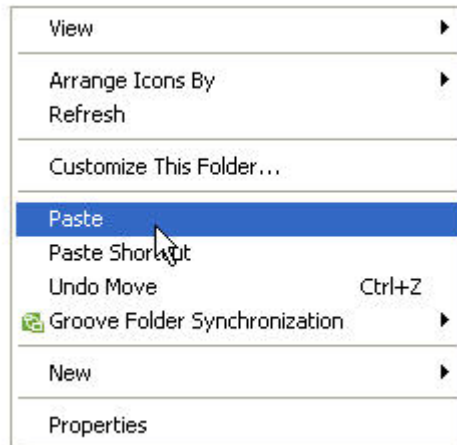 View
Arrange Icons By
Refresh
Customize This Folder...
Paste
Paste Shortcut
Undo Move Ctrl+Z
Groove Folder Synchronization
New
Properties